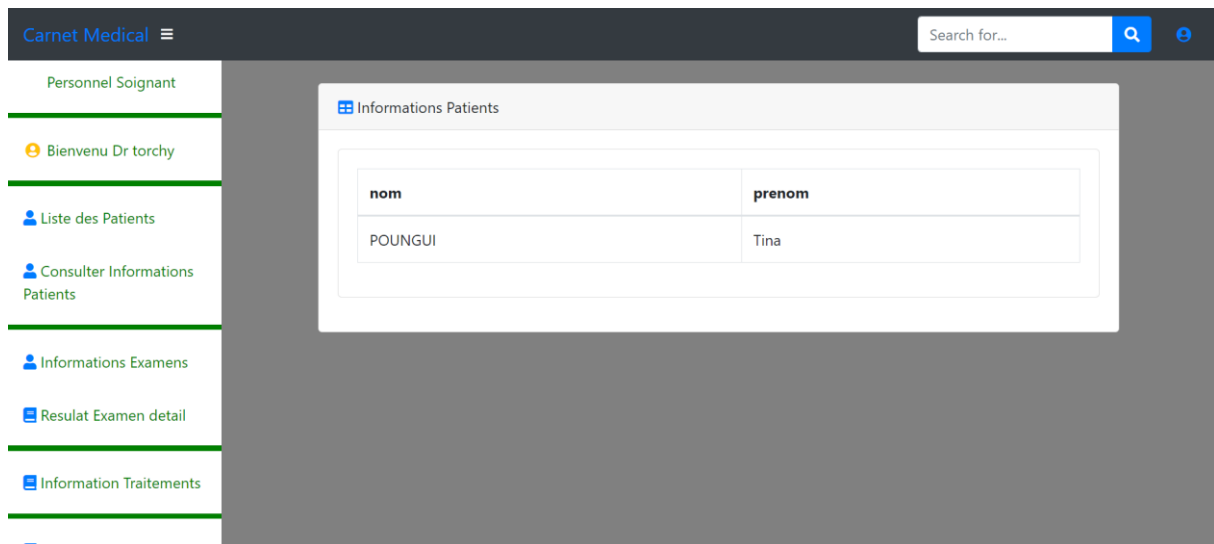 Carnet Medical
Search for...
Personnel Soignant
Bienvenu Dr torchy
Liste des Patients
Consulter Informations
Patients
Informations Examens
Resulat Examen detail
Information Traitements
Informations Patients
nom prenom
POUNGUI Tina